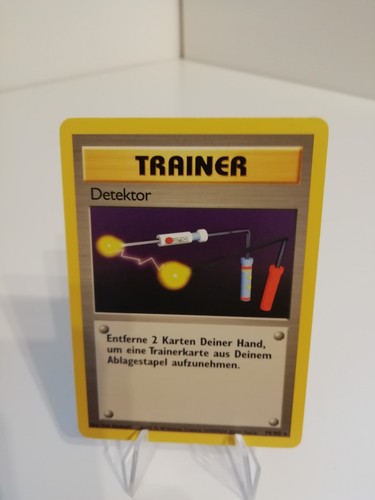 TRAINER
Detektor
Entferne 2 Karten Deiner Hand,
um eine Trainerkarte aus Deinem
Ablagestapel aufzunehmen.